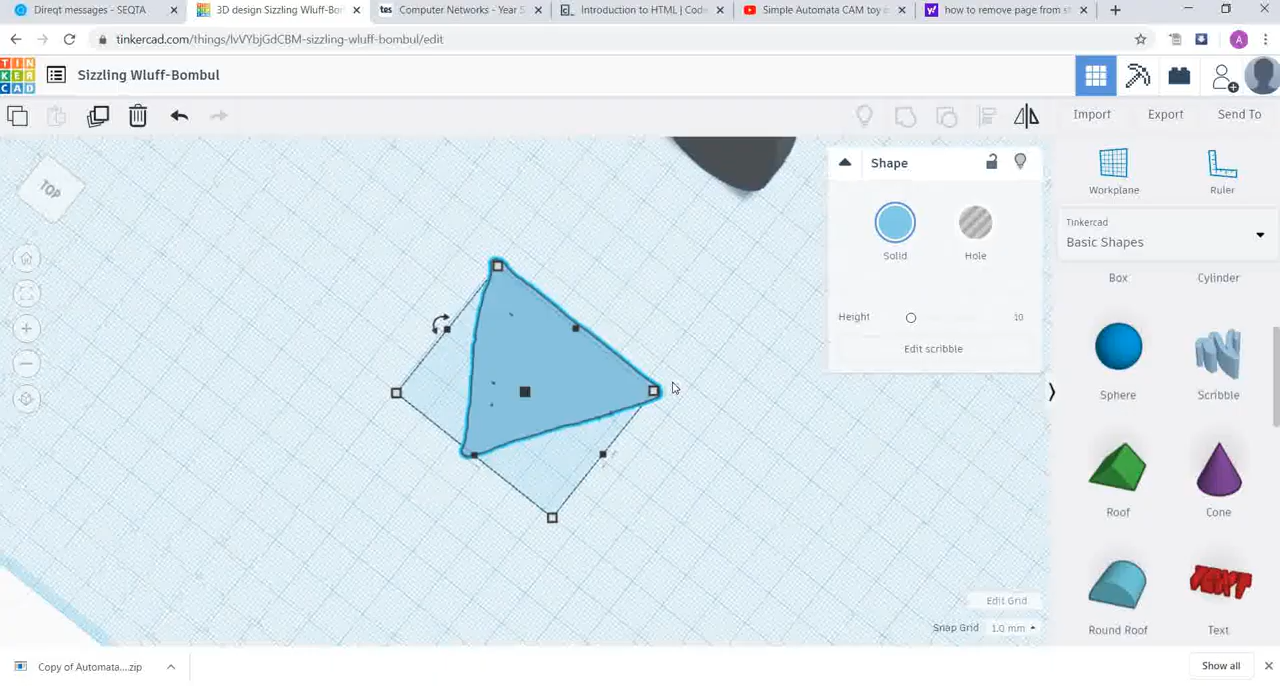 Direqt messages - SEQTA
3D design Sizzling Wluff-Bo
tes Computer Networks - Year 5
Introduction to HTML | Cod
Simple Automata CAM toy
how to remove page from s
tinkercad.com/things/lvVYbjGdCBM-sizzling-wluff-bombul/edit
TIN
KER
CAD
Sizzling Wluff-Bombul
Import
Export
Send To
TOP
Shape
Solid
Hole
Height
10
Edit scribble
Workplane
Ruler
Tinkercad
Basic Shapes
Box
Cylinder
Sphere
Scribble
Roof
Cone
TEXT
Round Roof
Text
Edit Grid
Snap Grid
1.0 mm
Copy of Automata....zip
Show all
A